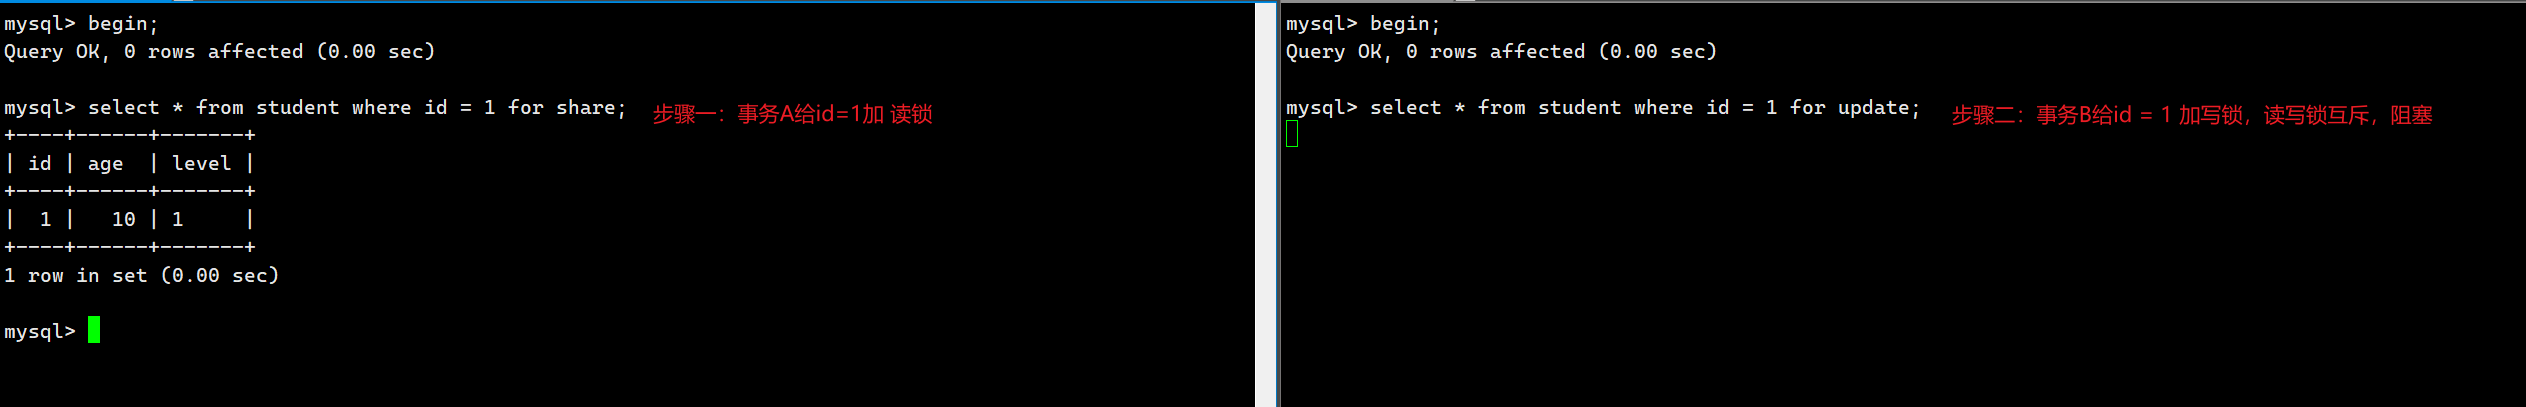 mysql> begin;
Query OK, 0 rows affected (0.00 sec)
mysql> select * from student where id = 1 for share; 步骤一：事务A给id=1加 读锁
+----+------+-------+
| id | age  | level |
+----+------+-------+
|  1 |   10 | 1     |
+----+------+-------+
1 row in set (0.00 sec)
mysql>
mysql> begin;
Query OK, 0 rows affected (0.00 sec)
mysql> select * from student where id = 1 for update; 步骤二：事务B给id = 1 加写锁，读写锁互斥，阻塞